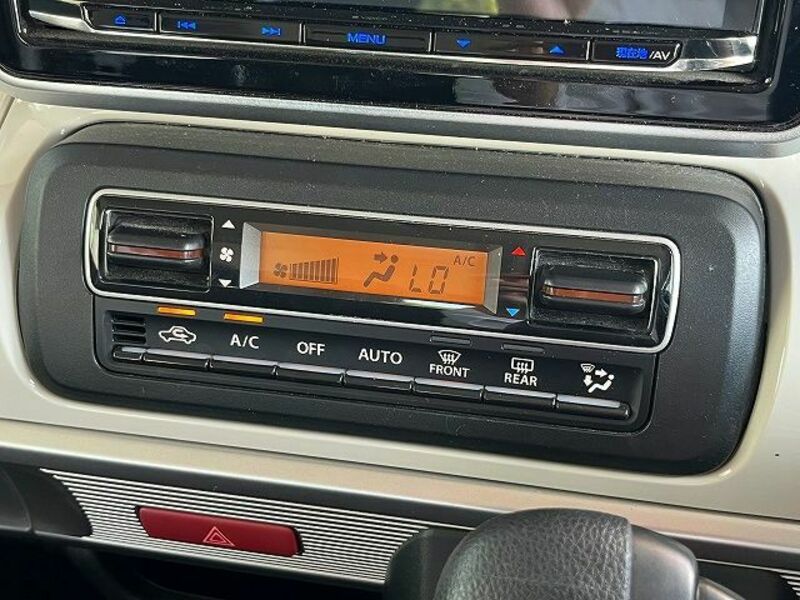 MENU
現在地/AV
A/C
LO
A/C
OFF
AUTO
FRONT
REAR